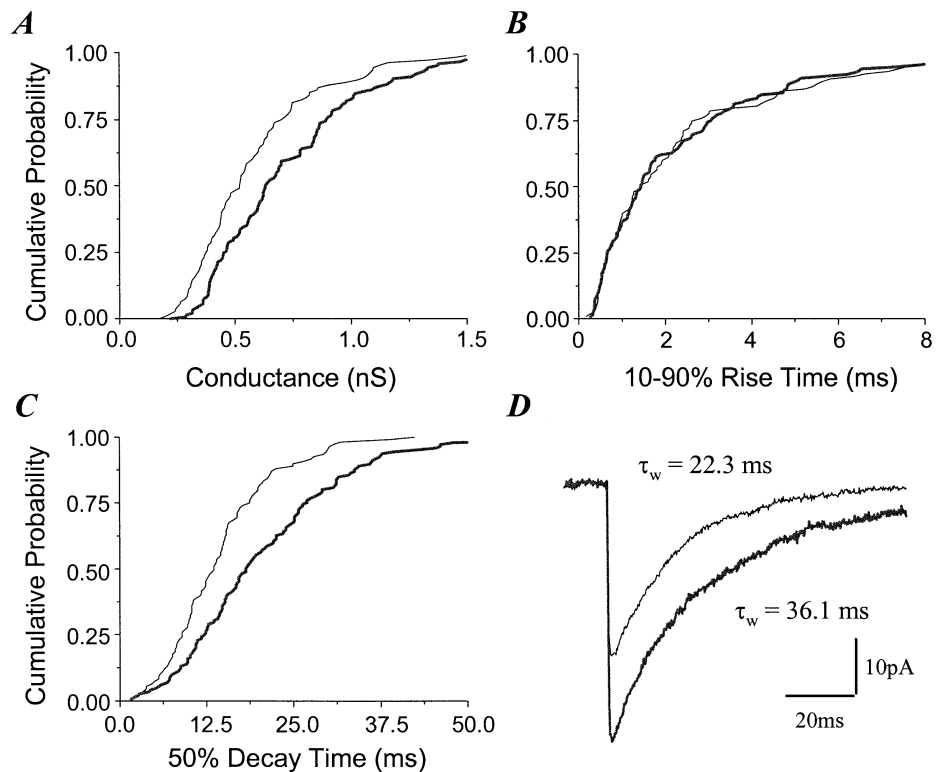 A
B
1.00
0.75
0.50
0.25
0.00
Cumulative Probability
0.0
0.5
1.0
1.5
Conductance (nS)
1.00
0.75
0.50
0.25
0.00
0
2
4
6
8
10-90% Rise Time (ms)
C
D
1.00
0.75
0.50
0.25
0.00
Cumulative Probability
0.0
12.5
25.0
37.5
50.0
50% Decay Time (ms)
τw = 22.3 ms
τw = 36.1 ms
10pA
20ms